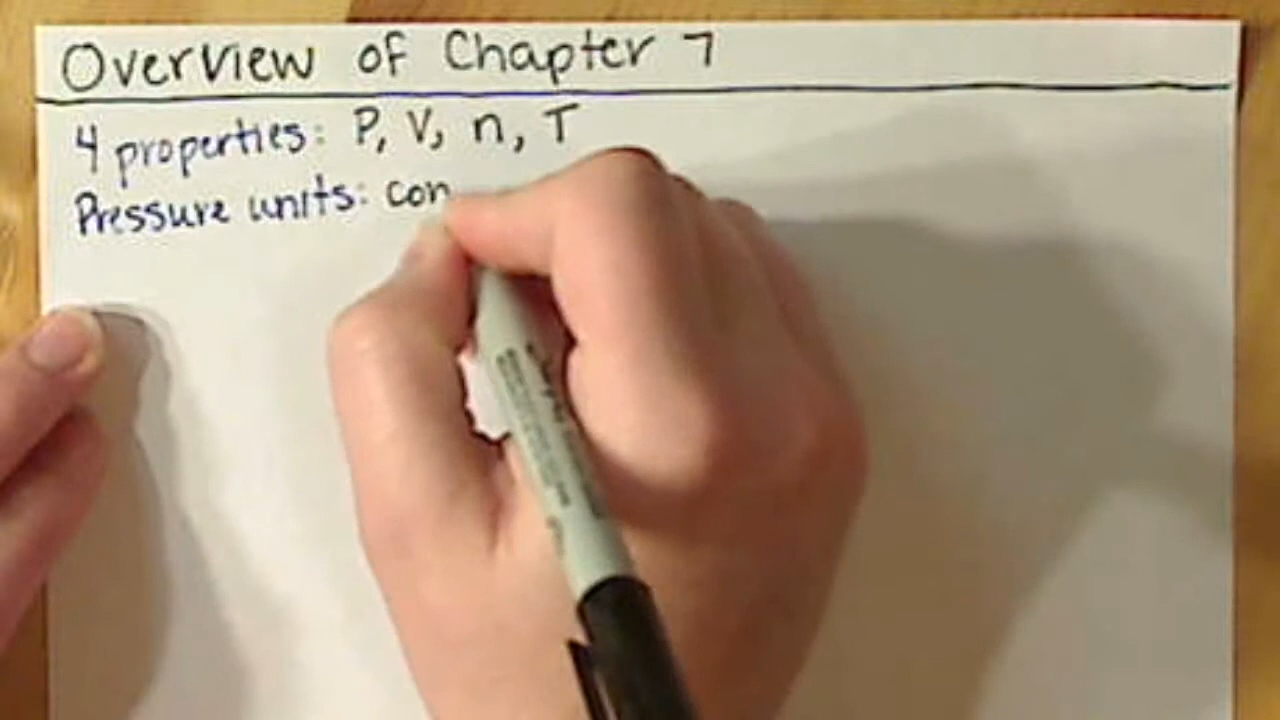 Overview of Chapter 7
4 properties: P, V, n, T
Pressure units: con